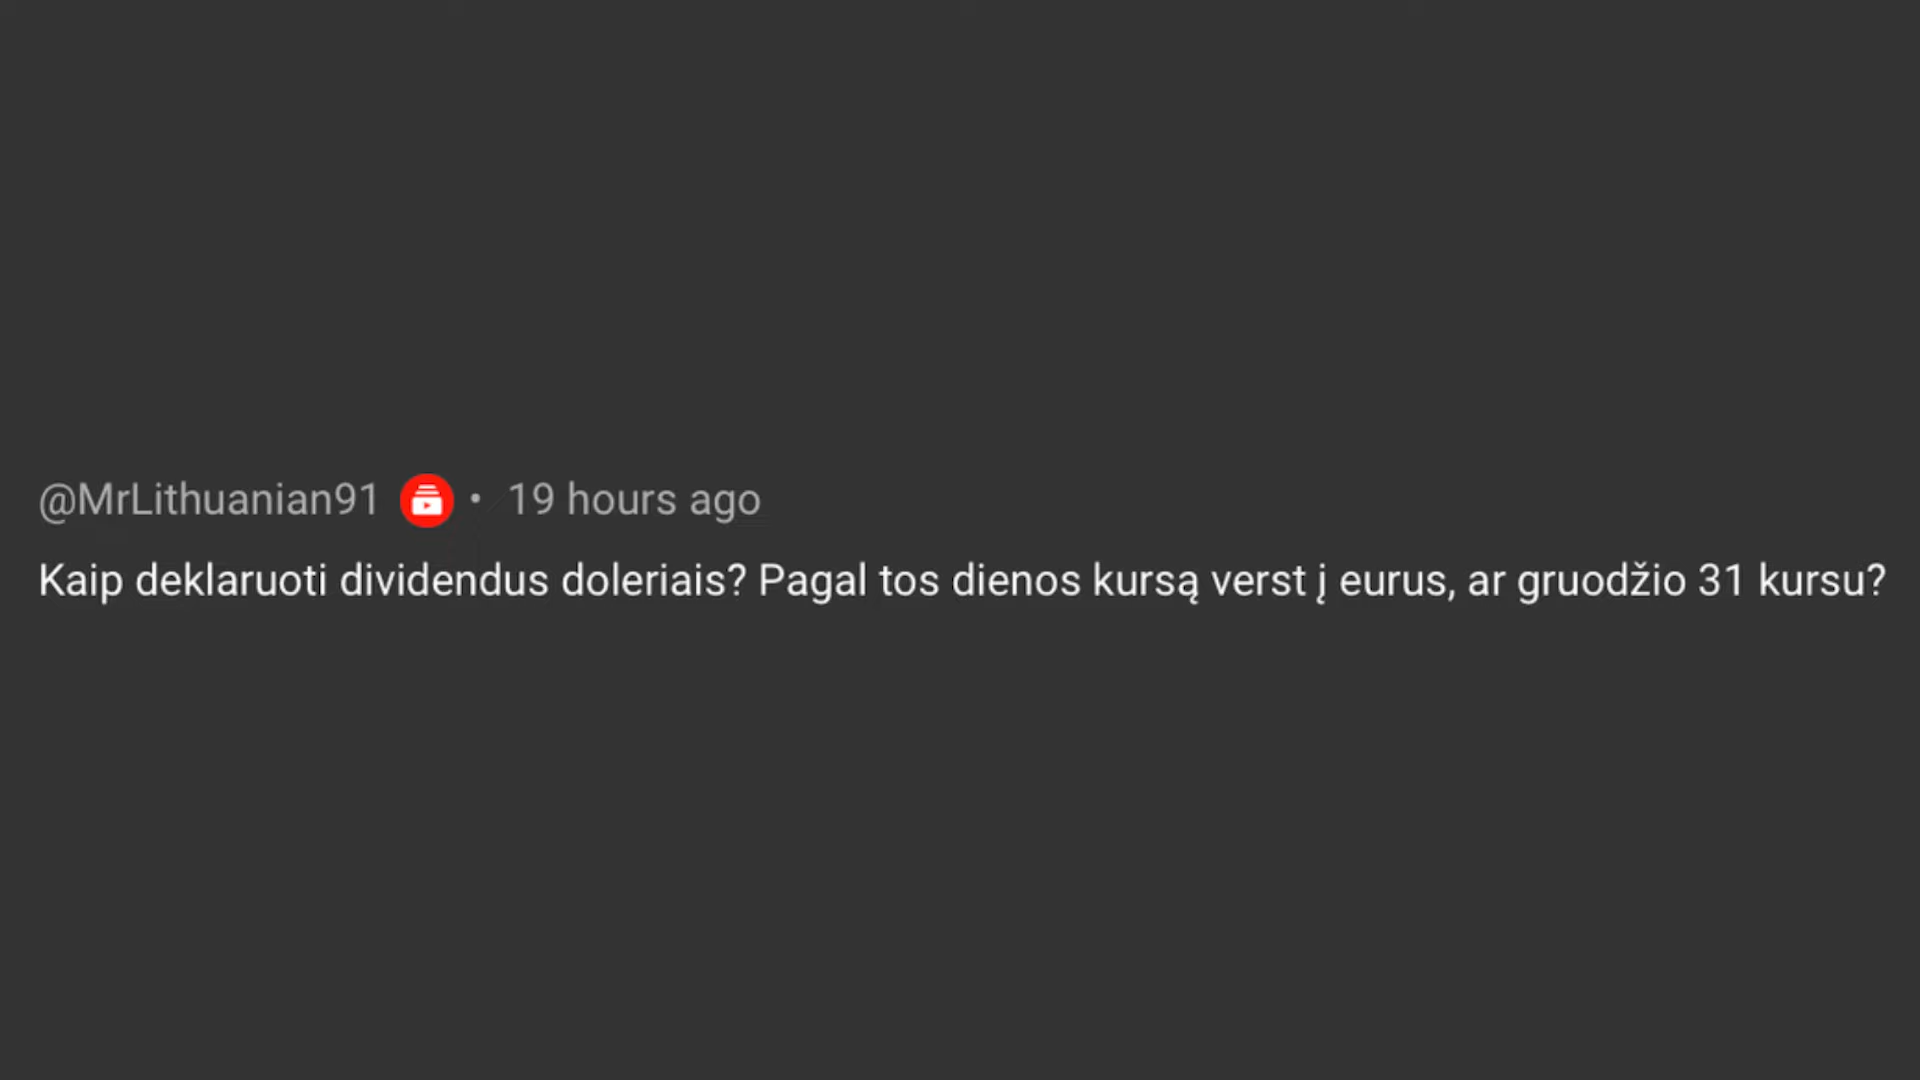 @MrLithuanian91 • 19 hours ago
Kaip deklaruoti dividendus doleriais? Pagal tos dienos kursą verst į eurus, ar gruodžio 31 kursu?